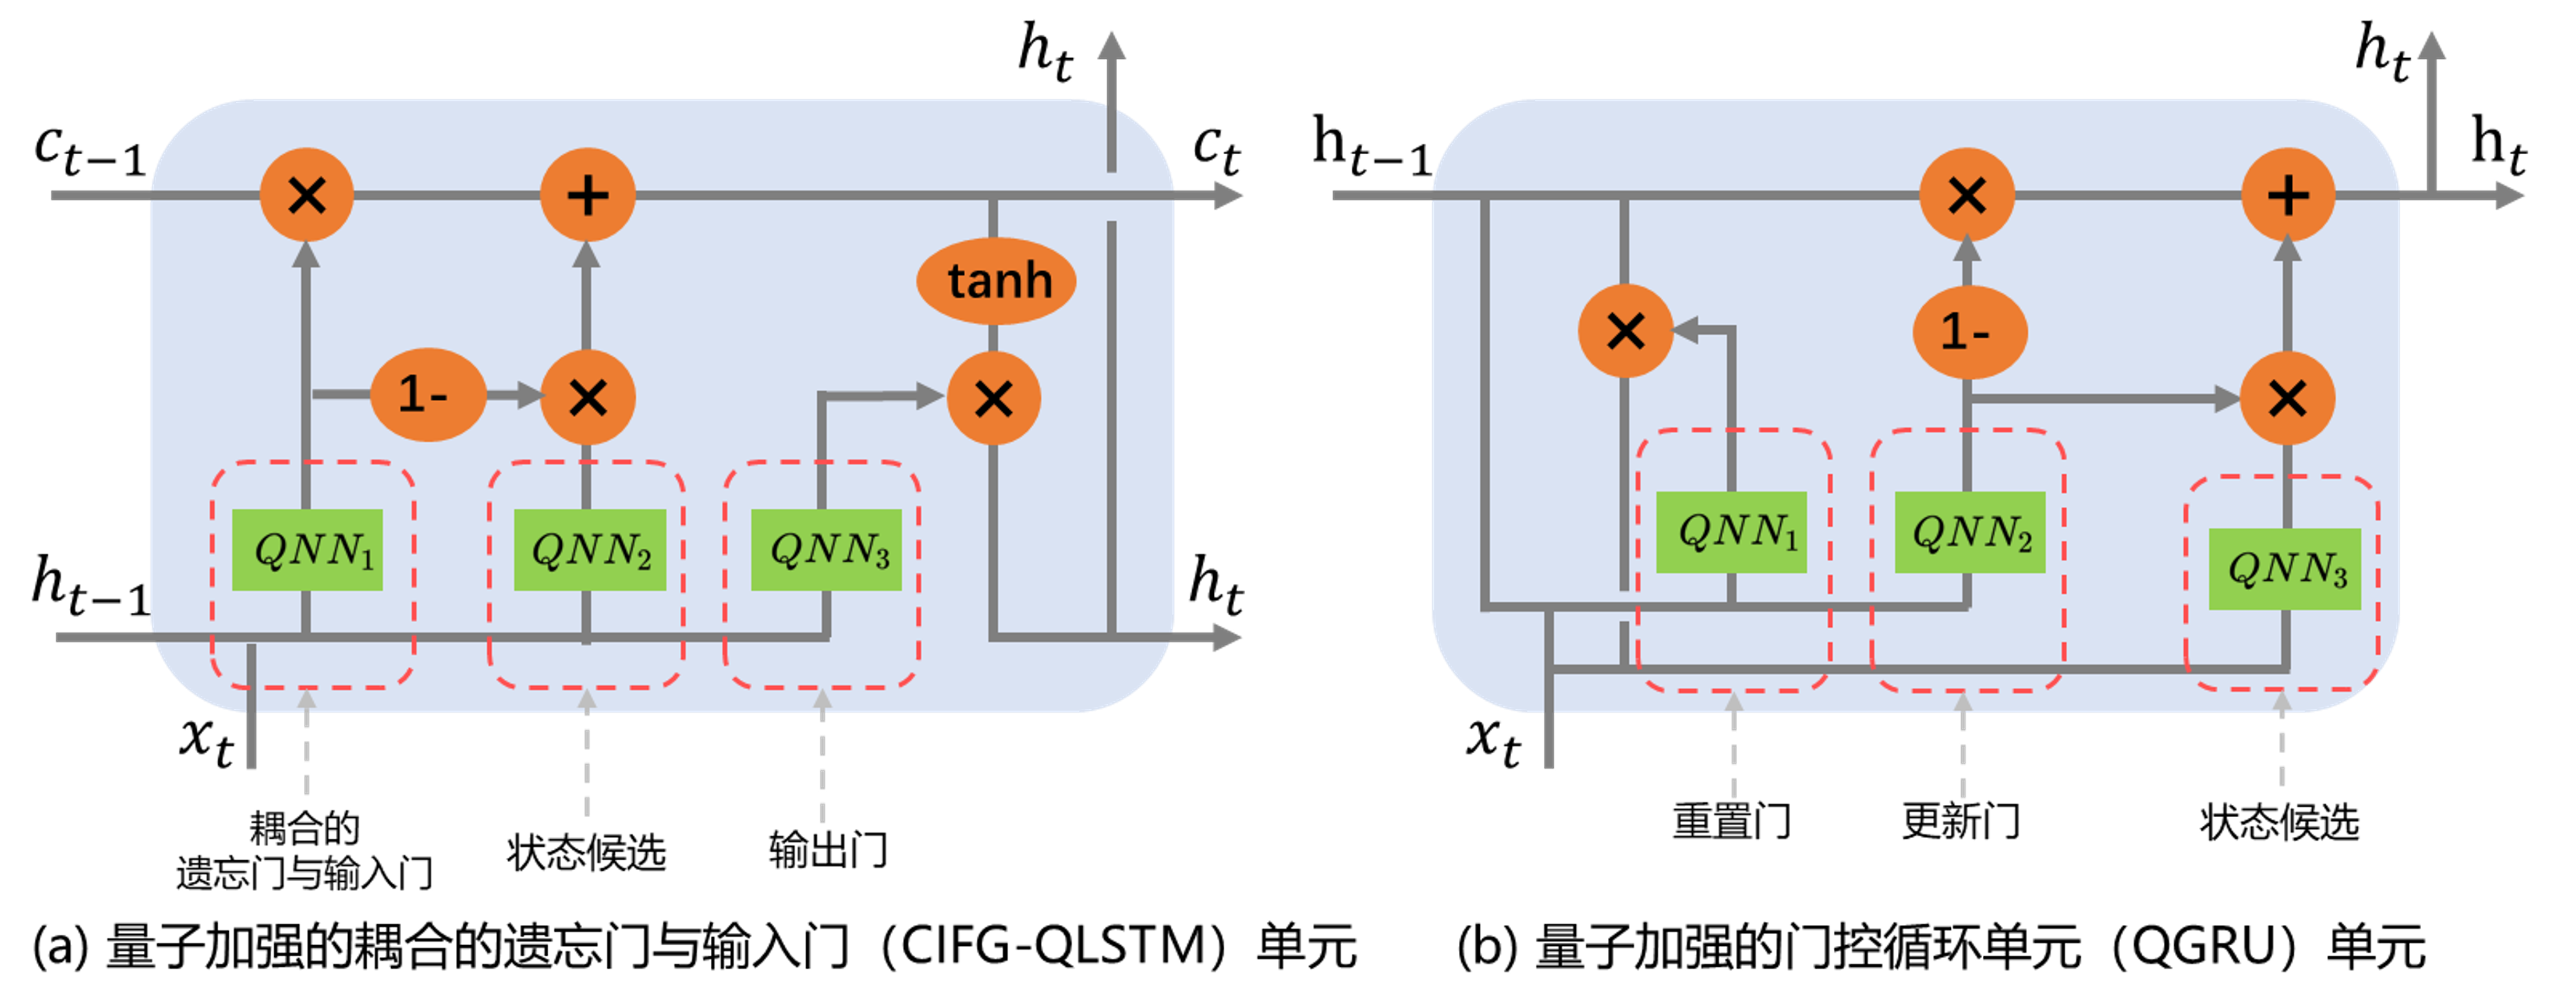 h_t
c_{t-1}
×
+
c_t
tanh
1-
×
×
QNN_1
QNN_2
QNN_3
h_{t-1}
h_t
x_t
耦合的
遗忘门与输入门
状态候选
输出门
(a) 量子加强的耦合的遗忘门与输入门（CIFG-QLSTM）单元
h_t
h_{t-1}
×
+
h_t
×
1-
×
QNN_1
QNN_2
QNN_3
x_t
重置门
更新门
状态候选
(b) 量子加强的门控循环单元（QGRU）单元